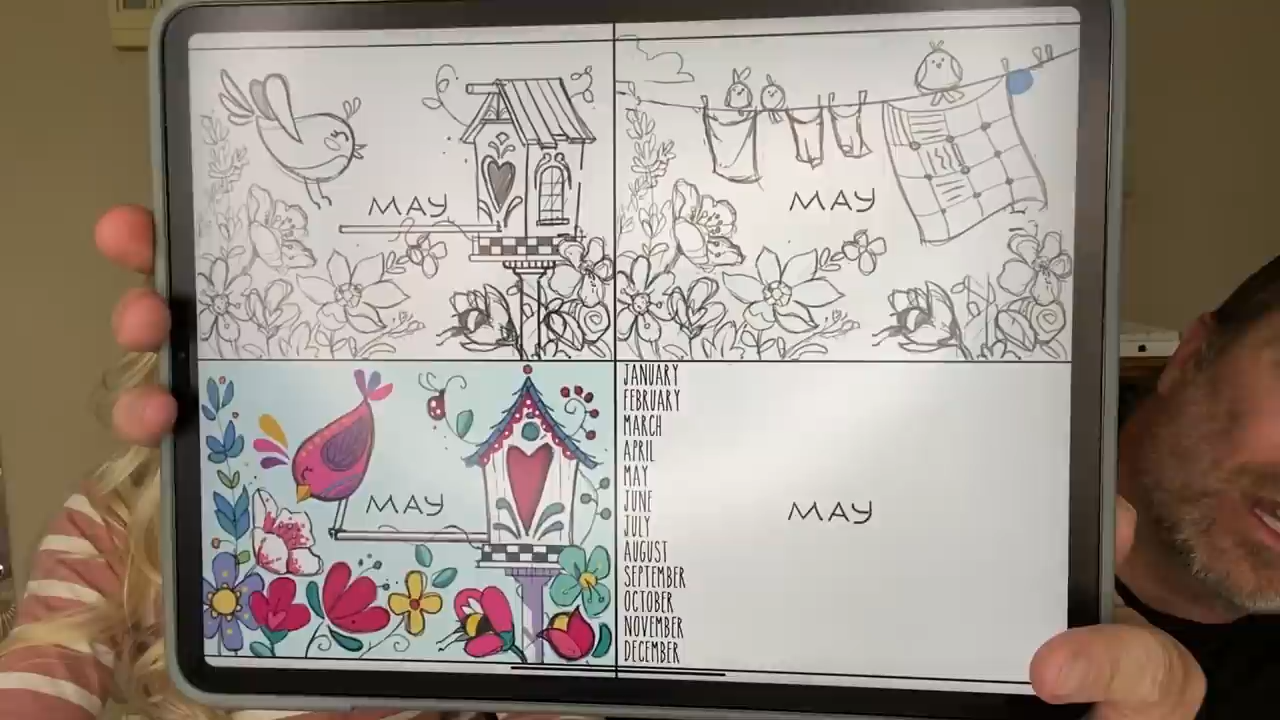 MAY
MAY
MAY
JANUARY
FEBRUARY
MARCH
APRIL
MAY
JUNE
JULY
AUGUST
SEPTEMBER
OCTOBER
NOVEMBER
DECEMBER
MAY